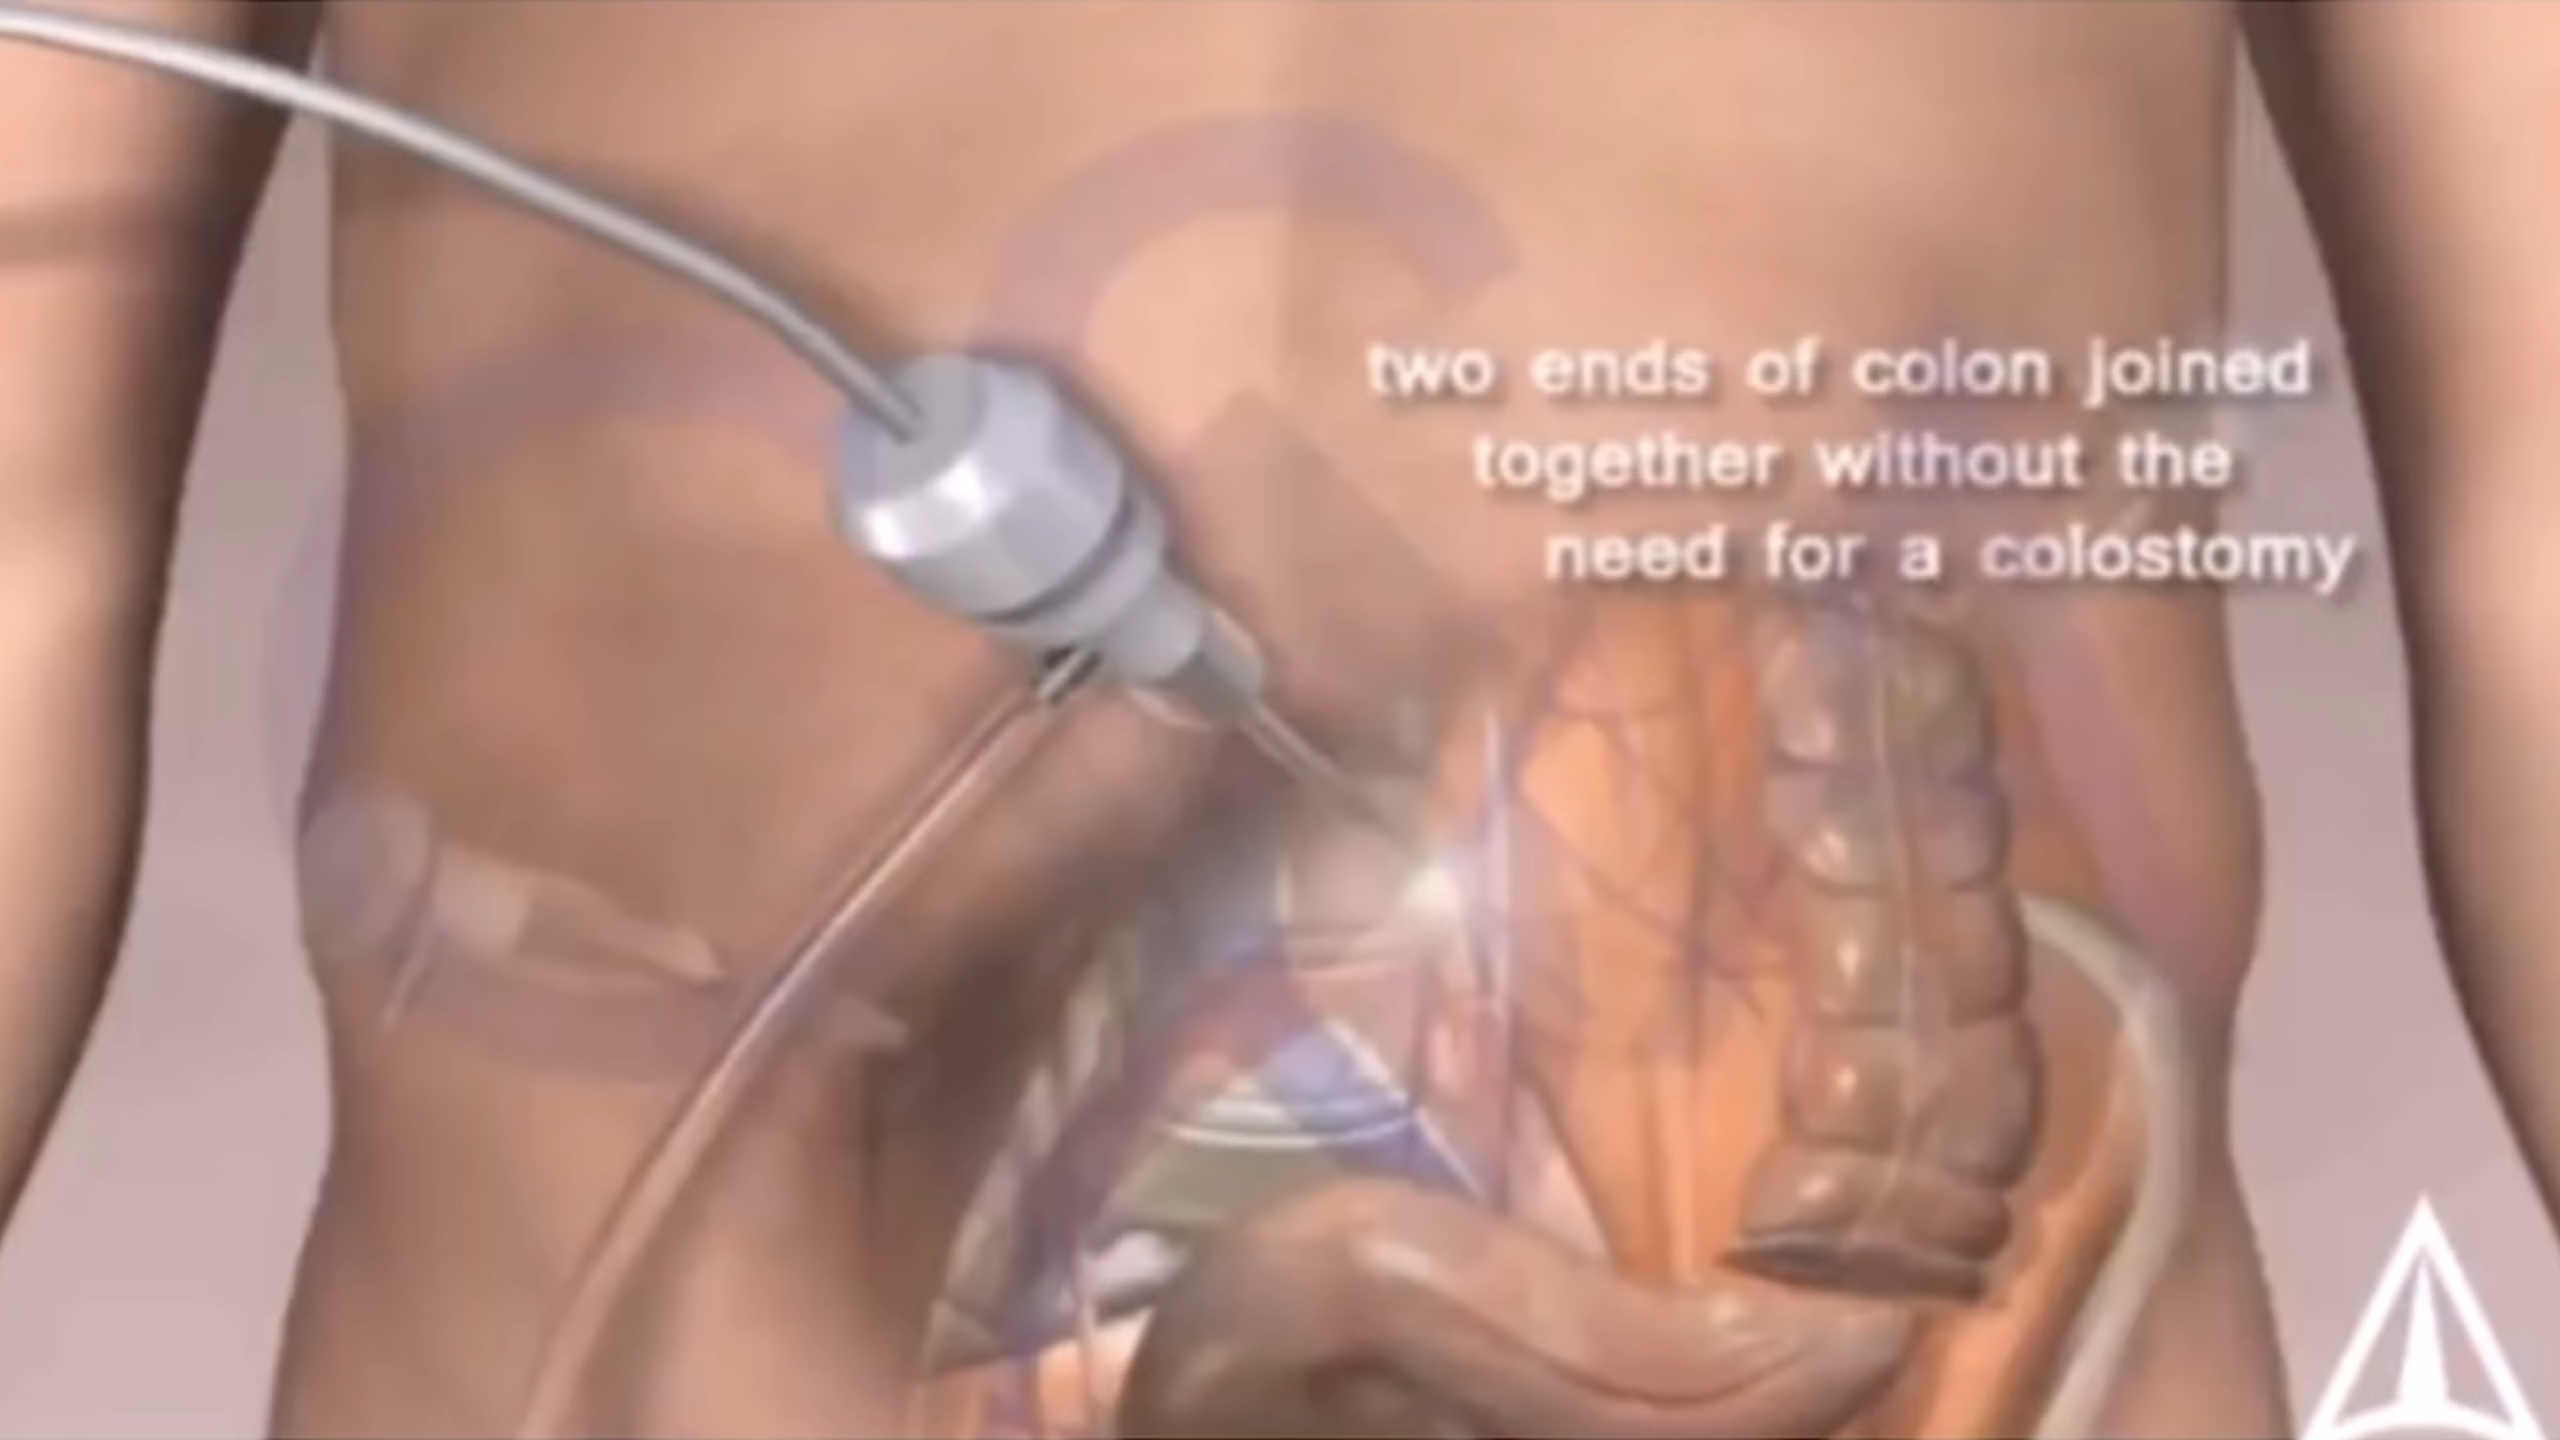 two ends of colon joined
together without the
need for a colostomy